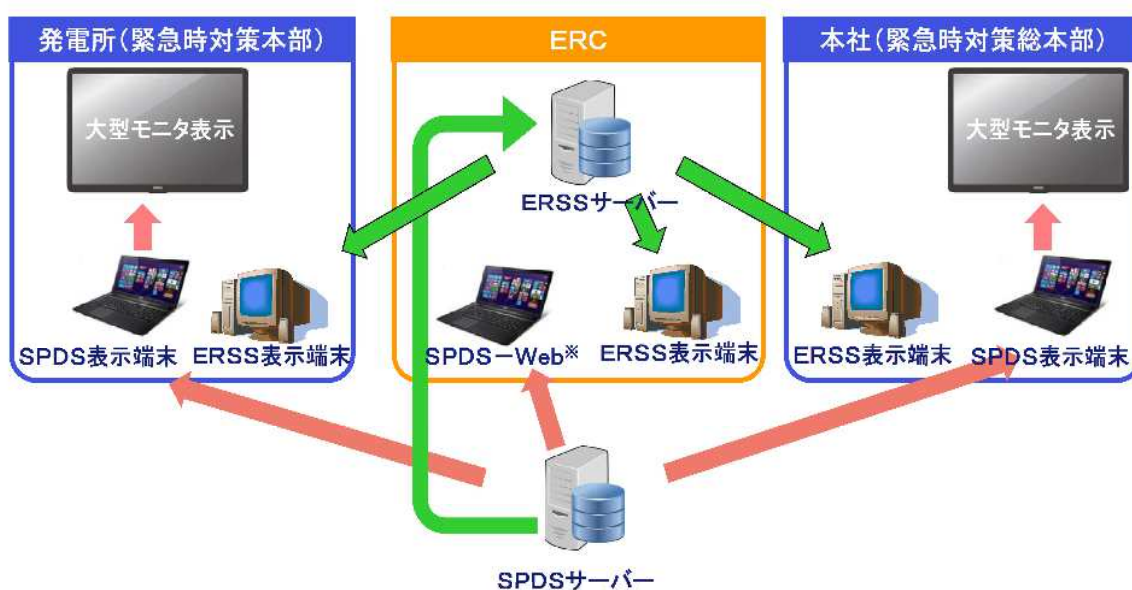 発電所(緊急時対策本部)
ERC
本社(緊急時対策総本部)
大型モニタ表示
大型モニタ表示
ERSSサーバー
SPDS表示端末
ERSS表示端末
SPDS-Web※
ERSS表示端末
ERSS表示端末
SPDS表示端末
SPDSサーバー